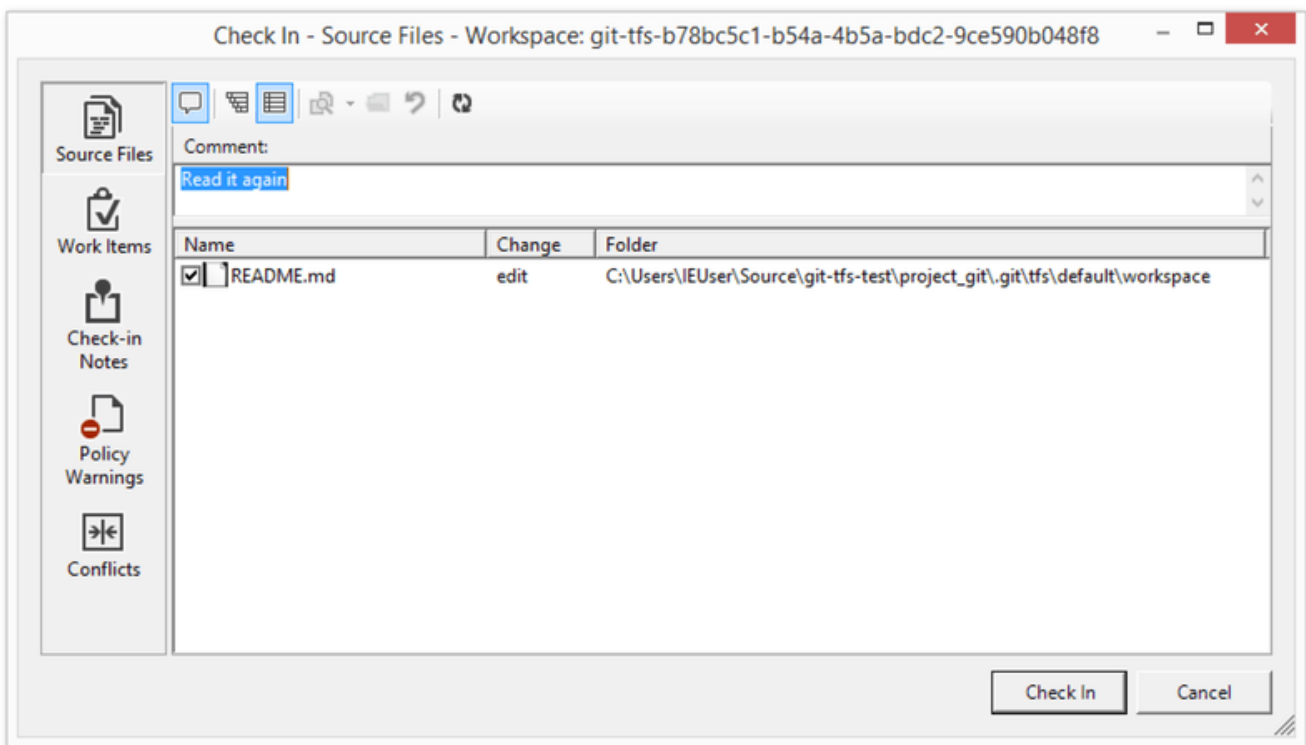 Check In - Source Files - Workspace: git-tfs-b78bc5c1-b54a-4b5a-bdc2-9ce590b048f8
Source Files
Work Items
Check-in
Notes
Policy
Warnings
Conflicts
Comment:
Read it again
Name Change Folder
README.md edit C:\Users\IEUser\Source\git-tfs-test\project_git\.git\tfs\default\workspace
Check In Cancel